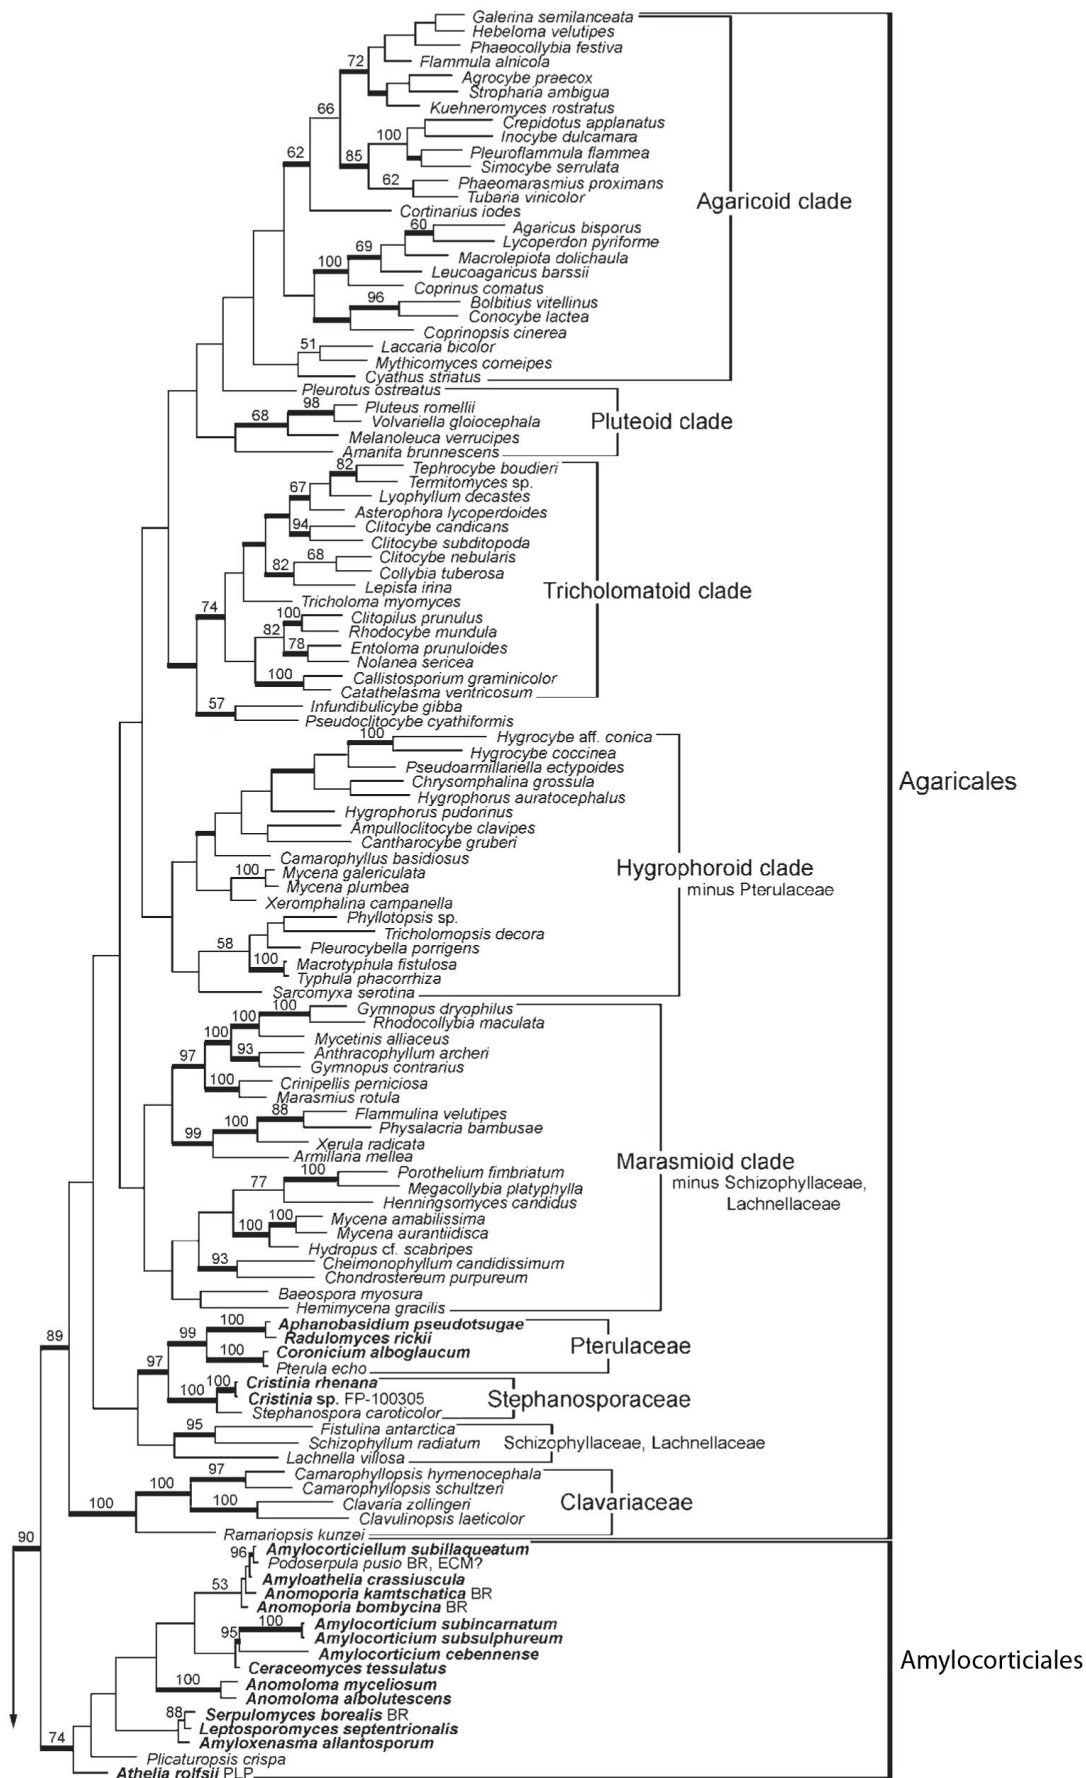 Galerina semilanceata
Hebeloma velutipes
Phaeocollybia festiva
72
Flammula alnicola
Agrocybe praecox
Stropharia ambigua
66
Kuehneromyces rostratus
Crepidotus applanatus
100
Inocybe dulcamara
62
85
Pleuroflammula flammea
Simocybe serrulata
62
Phaeomarasmius proximans
Tubaria vinicolor
Agaricoid clade
Cortinarius iodes
60
Agaricus bisporus
Lycoperdon pyriforme
69
Macrolepiota dolichaula
100
Leucoagaricus barssii
Coprinus comatus
96
Bolbitius vitellinus
Conocybe lactea
Coprinopsis cinerea
51
Laccaria bicolor
Mythicomyces corneipes
Cyathus striatus
Pleurotus ostreatus
98
Pluteus romellii
68
Volvariella gloiocephala
Pluteoid clade
Melanoleuca verrucipes
Amanita brunnescens
82
Tephrocybe boudieri
Termitomyces sp.
67
Lyophyllum decastes
Asterophora lycoperdoides
94
Clitocybe candicans
Clitocybe subditopoda
68
Clitocybe nebularis
82
Collybia tuberosa
Lepista irina
Tricholomatoid clade
Tricholoma myomyces
74
100
Clitopilus prunulus
82
Rhodocybe mundula
78
Entoloma prunuloides
Nolanea sericea
100
Callistosporium graminicolor
Catathelasma ventricosum
57
Infundibulicybe gibba
Pseudoclitocybe cyathiformis
100
Hygrocybe aff. conica
Hygrocybe coccinea
Pseudoarmillariella ectypoides
Chrysomphalina grossula
Agaricales
Hygrophorus auratocephalus
Hygrophorus pudorinus
Ampulloclitocybe clavipes
Cantharocybe gruberi
Camarophyllus basidiosus
Hygrophoroid clade
minus Pterulaceae
100
Mycena galericulata
Mycena plumbea
Xeromphalina campanella
Phyllotopsis sp.
Tricholomopsis decora
58
Pleurocybella porrigens
100
Macrotyphula fistulosa
Typhula phacorrhiza
Sarcomyxa serotina
100
Gymnopus dryophilus
100
Rhodocollybia maculata
100
Mycetinis alliaceus
97
93
Anthracophyllum archeri
Gymnopus contrarius
100
Crinipellis perniciosa
Marasmius rotula
88
Flammulina velutipes
100
Physalacria bambusae
99
Xerula radicata
Armillaria mellea
Marasmioid clade
minus Schizophyllaceae,
Lachnellaceae
100
Porothelium fimbriatum
77
Megacollybia platyphylla
Henningsomyces candidus
100
Mycena amabilissima
100
Mycena aurantiidisca
Hydropus cf. scabripes
93
Cheimonophyllum candidissimum
Chondrostereum purpureum
Baeospora myosura
Hemimycena gracilis
100
Aphanobasidium pseudotsugae
99
Radulomyces rickii
Pterulaceae
89
100
Coronicium alboglaucum
97
Pterula echo
100
Cristinia rhenana
100
Cristinia sp. FP-100305
Stephanosporaceae
Stephanospora caroticolor
95
Fistulina antarctica
Schizophyllum radiatum
Schizophyllaceae, Lachnellaceae
Lachnella villosa
97
Camarophyllopsis hymenocephala
100
Camarophyllopsis schultzeri
100
100
Clavaria zollingeri
Clavariaceae
Clavulinopsis laeticolor
Ramariopsis kunzei
90
96
Amylocorticiellum subillaqueatum
Podoserpula pusio BR, ECM?
Amyloathelia crassiuscula
53
Anomoporia kamtschatica BR
Anomoporia bombycina BR
100
Amylocorticium subincarnatum
95
Amylocorticium subsulphureum
Amylocorticium cebennense
Ceraceomyces tessulatus
Amylocorticiales
100
Anomoloma myceliosum
Anomoloma albolutescens
88
Serpulomyces borealis BR
Leptosporomyces septentrionalis
74
Amyloxenasma allantosporum
Plicaturopsis crispa
Athelia rolfsii PLP